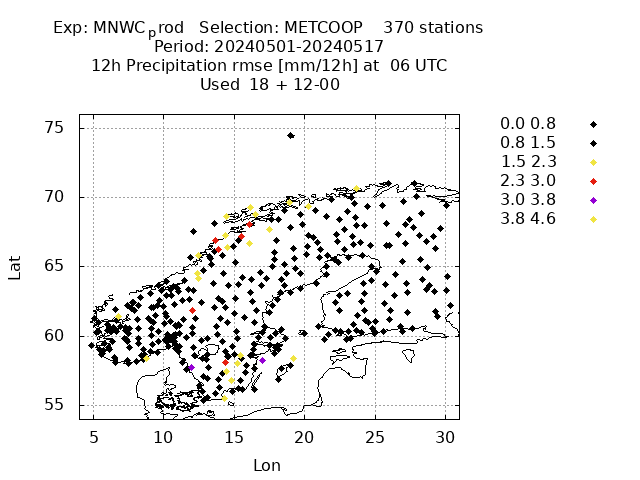 Exp: MNWCprod   Selection: METCOOP    370 stations
Period: 20240501-20240517
12h Precipitation rmse [mm/12h] at  06 UTC
Used  18 + 12-00
0.0 0.8
0.8 1.5
1.5 2.3
2.3 3.0
3.0 3.8
3.8 4.6
75
70
65
60
55
Lat
5 10 15 20 25 30
Lon